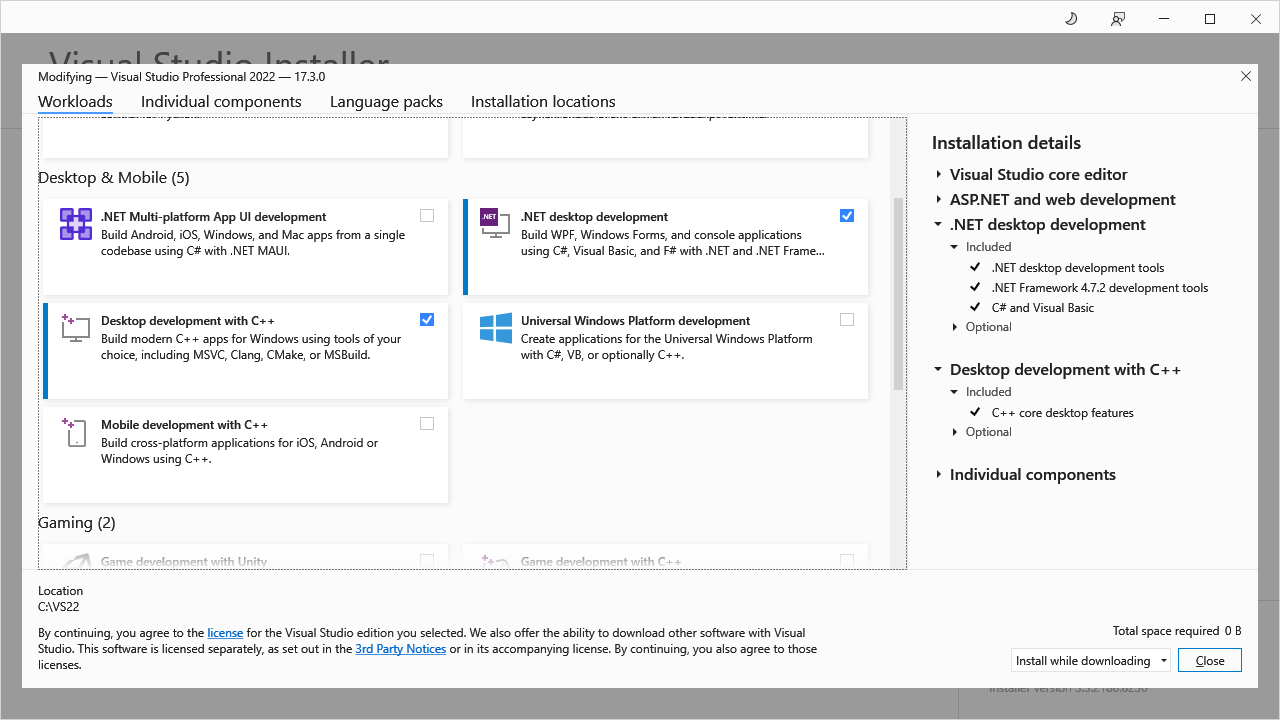 Visual Studio Installer
Modifying — Visual Studio Professional 2022 — 17.3.0
Workloads
Individual components
Language packs
Installation locations
Desktop & Mobile (5)
.NET Multi-platform App UI development
Build Android, iOS, Windows, and Mac apps from a single
codebase using C# with .NET MAUI.
.NET
.NET desktop development
Build WPF, Windows Forms, and console applications
using C#, Visual Basic, and F# with .NET and .NET Frame...
Desktop development with C++
Build modern C++ apps for Windows using tools of your
choice, including MSVC, Clang, CMake, or MSBuild.
Universal Windows Platform development
Create applications for the Universal Windows Platform
with C#, VB, or optionally C++.
Mobile development with C++
Build cross-platform applications for iOS, Android or
Windows using C++.
Gaming (2)
Game development with Unity
Game development with C++
Installation details
Visual Studio core editor
ASP.NET and web development
.NET desktop development
Included
.NET desktop development tools
.NET Framework 4.7.2 development tools
C# and Visual Basic
Optional
Desktop development with C++
Included
C++ core desktop features
Optional
Individual components
Location
C:\VS22
By continuing, you agree to the license for the Visual Studio edition you selected. We also offer the ability to download other software with Visual
Studio. This software is licensed separately, as set out in the 3rd Party Notices or in its accompanying license. By continuing, you also agree to those
licenses.
Total space required 0 B
Install while downloading
Close